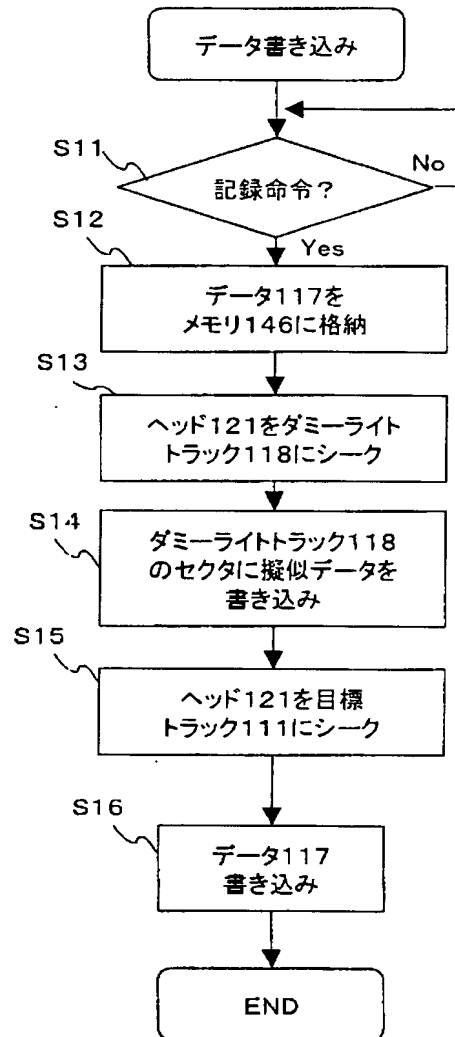 データ書き込み
S11
記録命令?
No
Yes
S12
データ117を
メモリ146に格納
S13
ヘッド121をダミーライト
トラック118にシーク
S14
ダミーライトトラック118
のセクタに擬似データを
書き込み
S15
ヘッド121を目標
トラック111にシーク
S16
データ117
書き込み
END